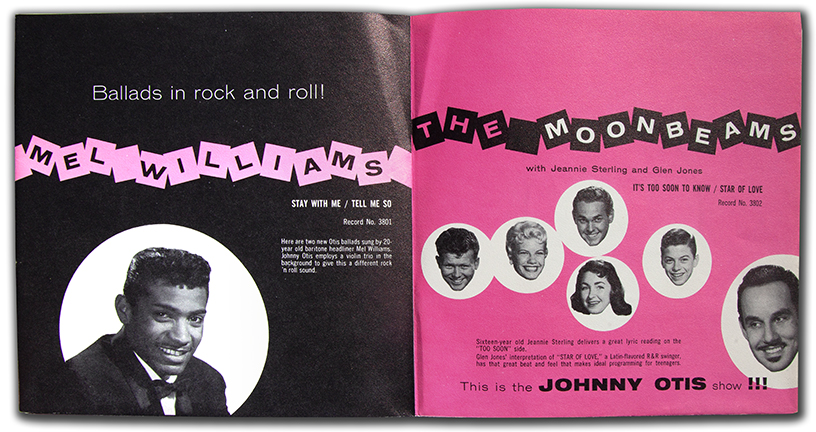 Ballads in rock and roll!
MEL WILLIAMS
STAY WITH ME / TELL ME SO
Record No. 3801
Here are two new Otis ballads sung by 20-
year old baritone headliner Mel Williams.
Johnny Otis employs a violin trio in the
background to give this a different rock
'n roll sound.
THE MOONBEAMS
with Jeannie Sterling and Glen Jones
IT'S TOO SOON TO KNOW / STAR OF LOVE
Record No. 3802
Sixteen-year old Jeannie Sterling delivers a great lyric reading on the
"TOO SOON" side.
Glen Jones' interpretation of "STAR OF LOVE," a Latin-flavored R&R swinger,
has that great beat and feel that makes ideal programming for teenagers.
This is the JOHNNY OTIS show !!!